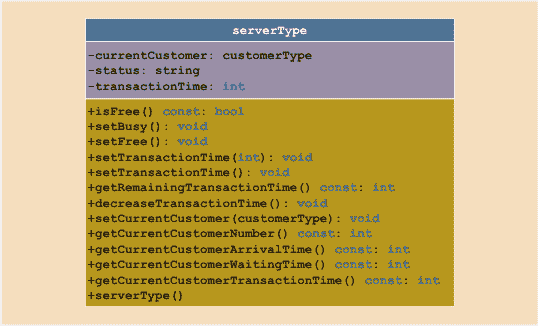 serverType
-currentCustomer: customerType
-status: string
-transactionTime: int
+isFree() const: bool
+setBusy(): void
+setFree(): void
+setTransactionTime(int): void
+setTransactionTime(): void
+getRemainingTransactionTime() const: int
+decreaseTransactionTime(): void
+setCurrentCustomer(customerType): void
+getCurrentCustomerNumber() const: int
+getCurrentCustomerArrivalTime() const: int
+getCurrentCustomerWaitingTime() const: int
+getCurrentCustomerTransactionTime() const: int
+serverType()